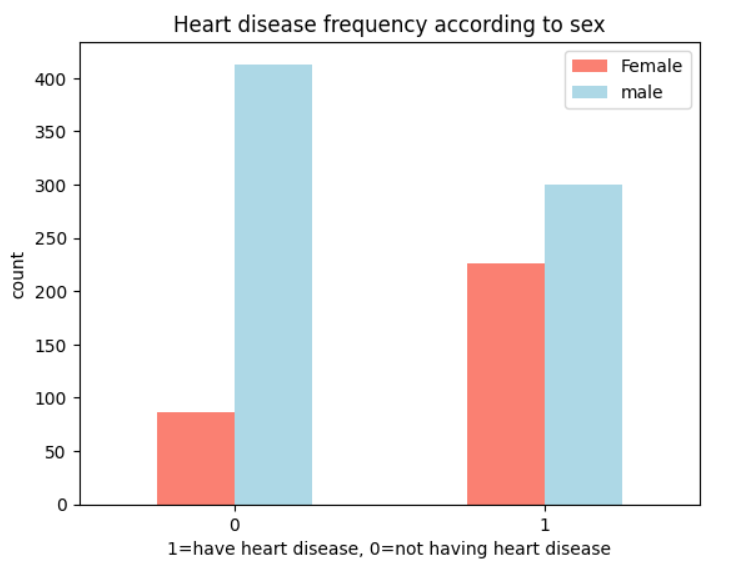 Heart disease frequency according to sex
Female
male
400
350
300
250
200
150
100
50
0
count
0
1
1=have heart disease, 0=not having heart disease